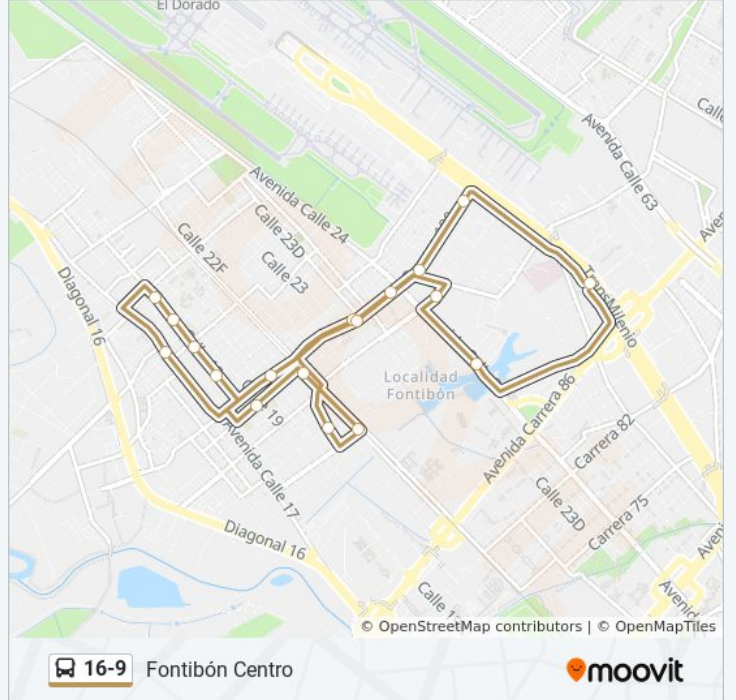 El Dorado
Calle
Avenida Calle 63
Avenida Calle 24
Calle 23D
Calle 22F
Calle 23
TransMilenio
Diagonal 16
Localidad
Fontibón
19
Avenida Carrera 86
Carrera 82
Avenida Calle 17
Calle 23D
Carrera 75
Diagonal 16
© OpenStreetMap contributors | © OpenMapTiles
16-9 Fontibón Centro
moovit